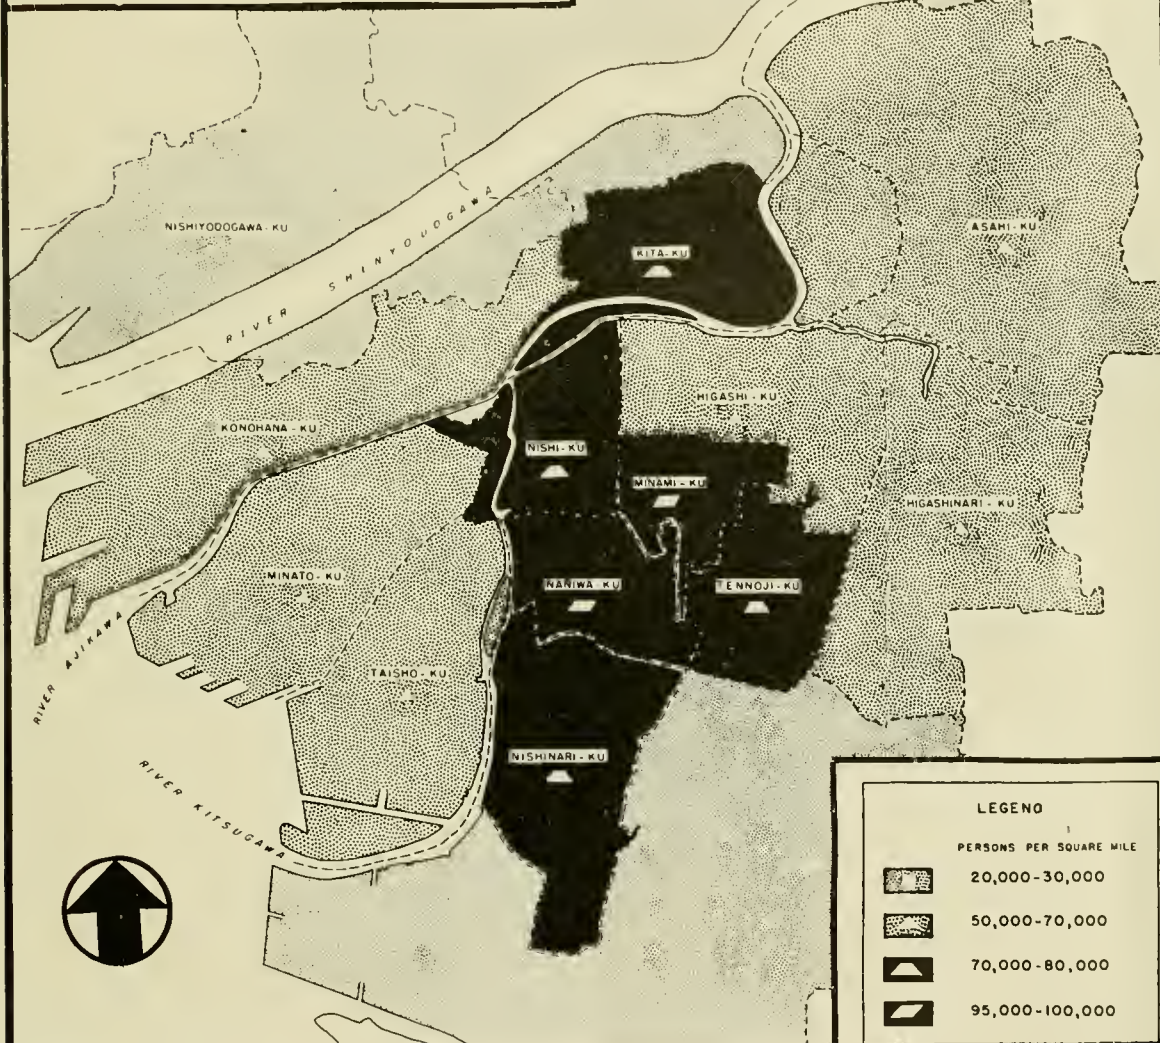 NISHIYODOGAWA-KU
RIVER SHINYOUDOGAWA
KITA-KU
ASAHI-KU
KONOHANA-KU
HIGASHI-KU
NISHI-KU
MINAMI-KU
HIGASHINARI-KU
MINATO-KU
NANIWA-KU
TENNOJI-KU
RIVER AJIKAWA
TAISHO-KU
NISHINARI-KU
RIVER KITSUGAWA
LEGEND
PERSONS PER SQUARE MILE
20,000-30,000
50,000-70,000
70,000-80,000
95,000-100,000